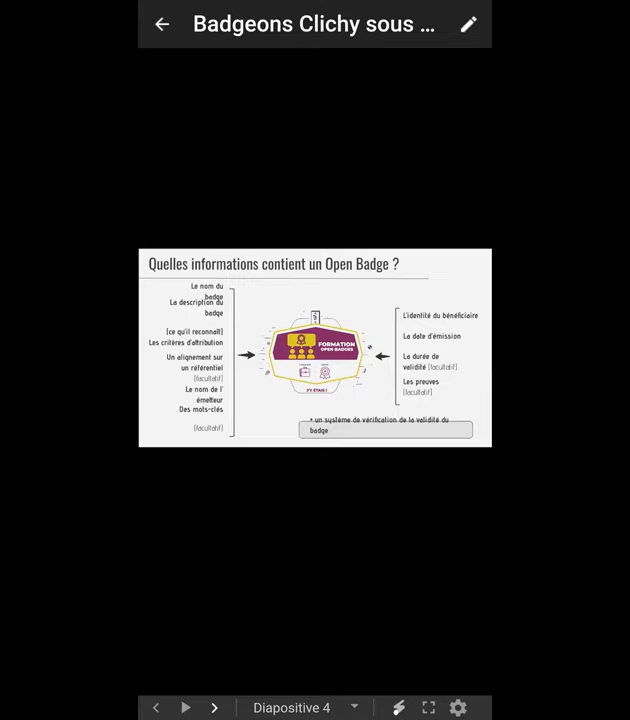 Badgeons Clichy sous ...
Quelles informations contient un Open Badge ?
Le nom du
badge
La description du
badge
(ce qu'il reconnaît)
Les critères d'attribution
Un alignement sur
un référentiel
(facultatif)
Le nom de l'
émetteur
Des mots-clés
(facultatif)
FORMATION
OPEN BADGES
J'Y ÉTAIS !
L'identité du bénéficiaire
La date d'émission
La durée de
validité (facultatif)
Les preuves
(facultatif)
+ un système de vérification de la validité du
badge
Diapositive 4